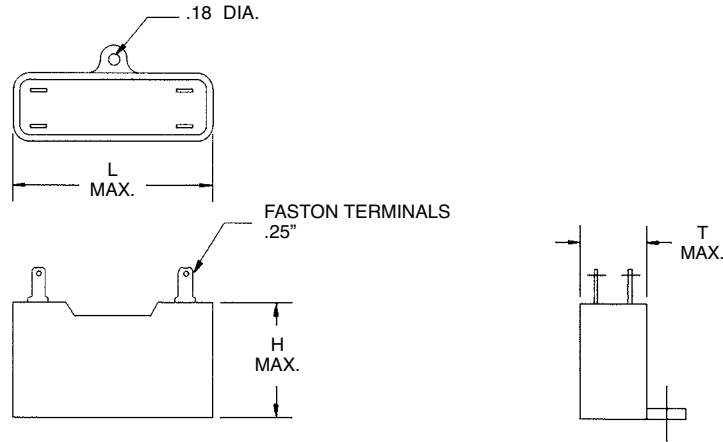 .18 DIA.
L
MAX.
FASTON TERMINALS
.25”
T
MAX.
H
MAX.